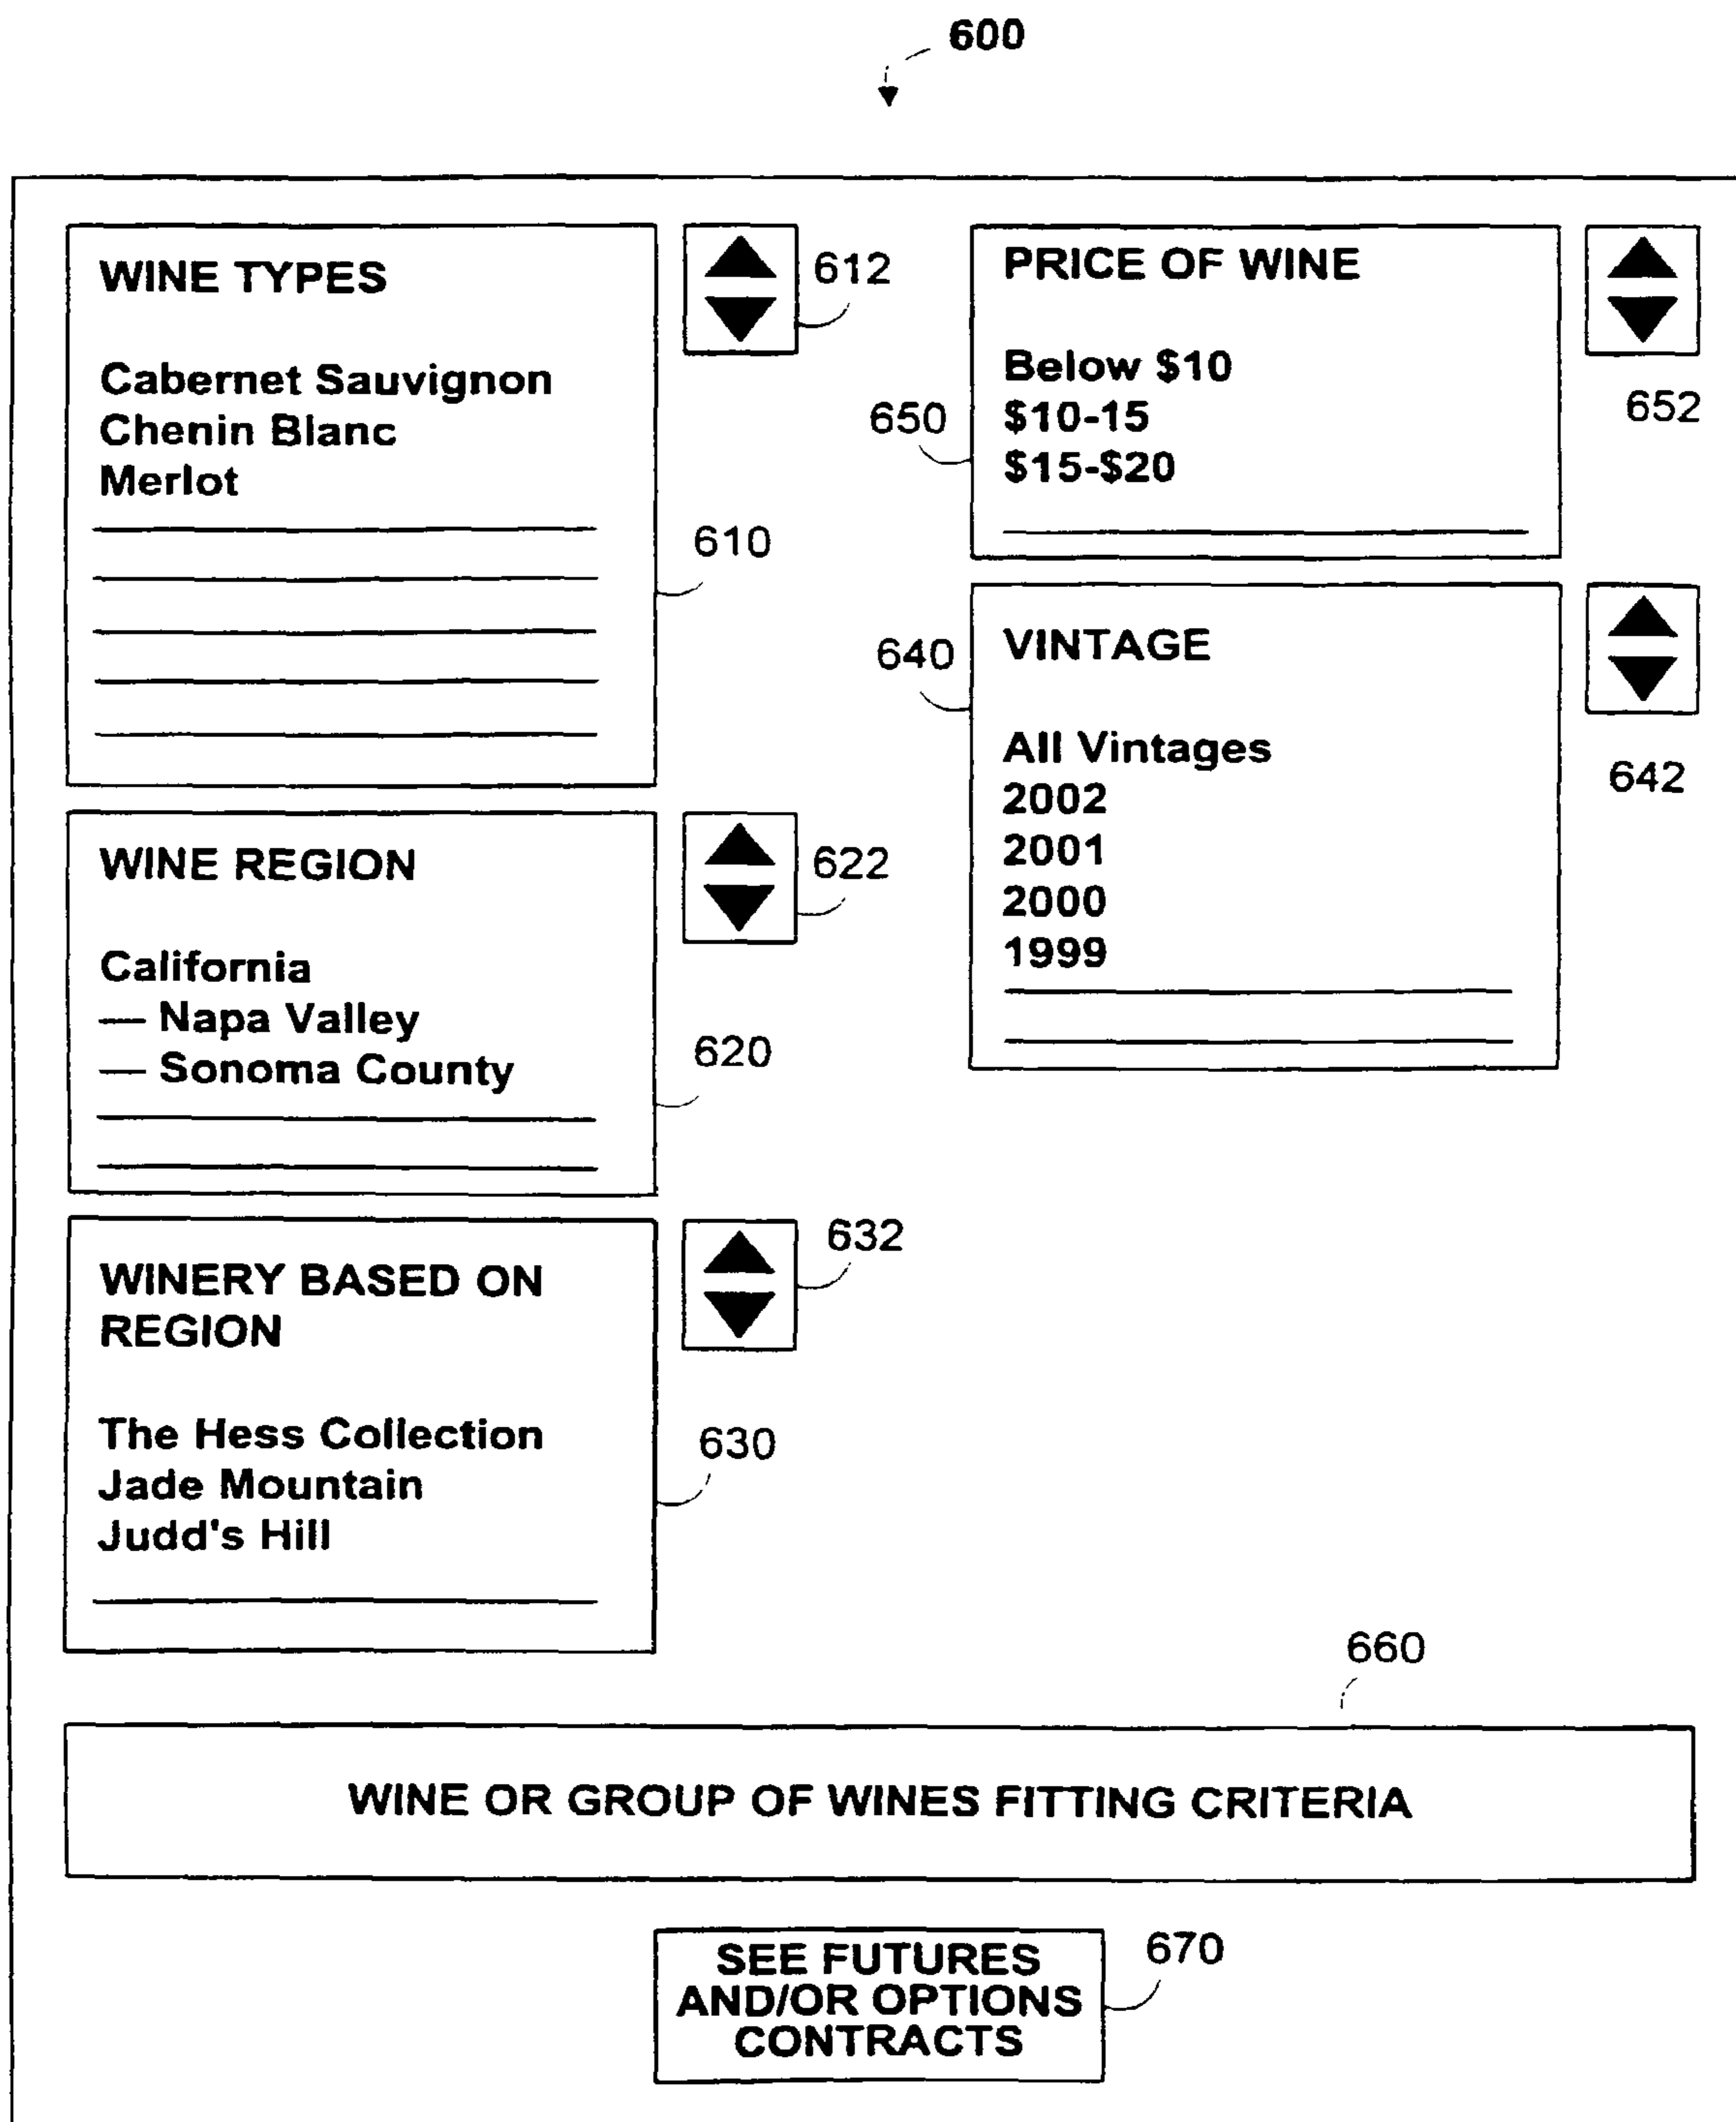 600
WINE TYPES
Cabernet Sauvignon
Chenin Blanc
Merlot
612
610
WINE REGION
California
— Napa Valley
— Sonoma County
622
620
WINERY BASED ON
REGION
The Hess Collection
Jade Mountain
Judd's Hill
632
630
PRICE OF WINE
Below $10
$10-15
$15-$20
650
652
VINTAGE
All Vintages
2002
2001
2000
1999
640
642
660
WINE OR GROUP OF WINES FITTING CRITERIA
SEE FUTURES
AND/OR OPTIONS
CONTRACTS
670